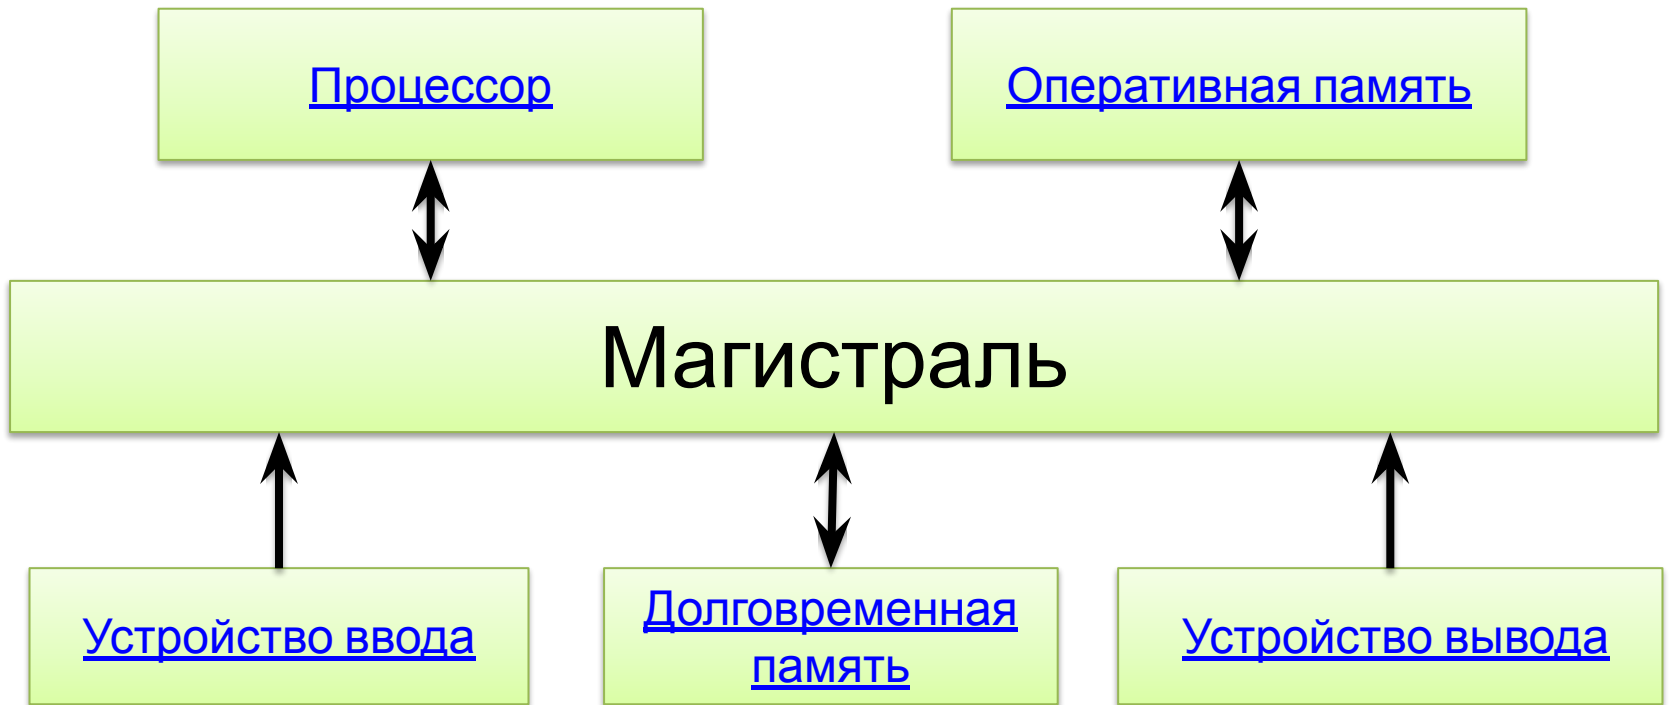 Процессор
Оперативная память
Магистраль
Устройство ввода
Долговременная
память
Устройство вывода